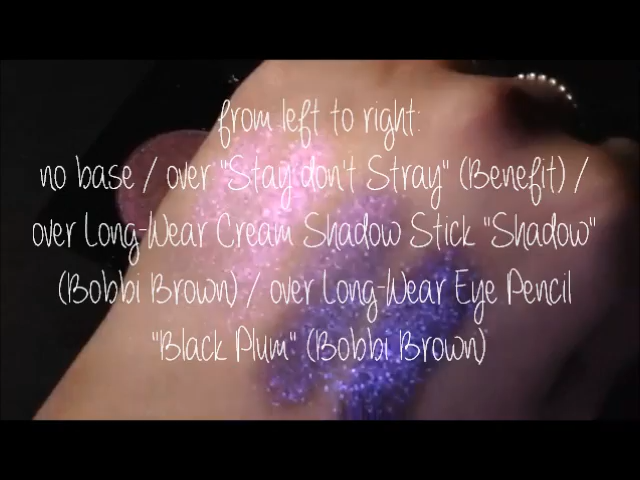 from left to right:
no base / over "Stay don't Stray" (Benefit) /
over Long-Wear Cream Shadow Stick "Shadow"
(Bobbi Brown) / over Long-Wear Eye Pencil
"Black Plum" (Bobbi Brown)